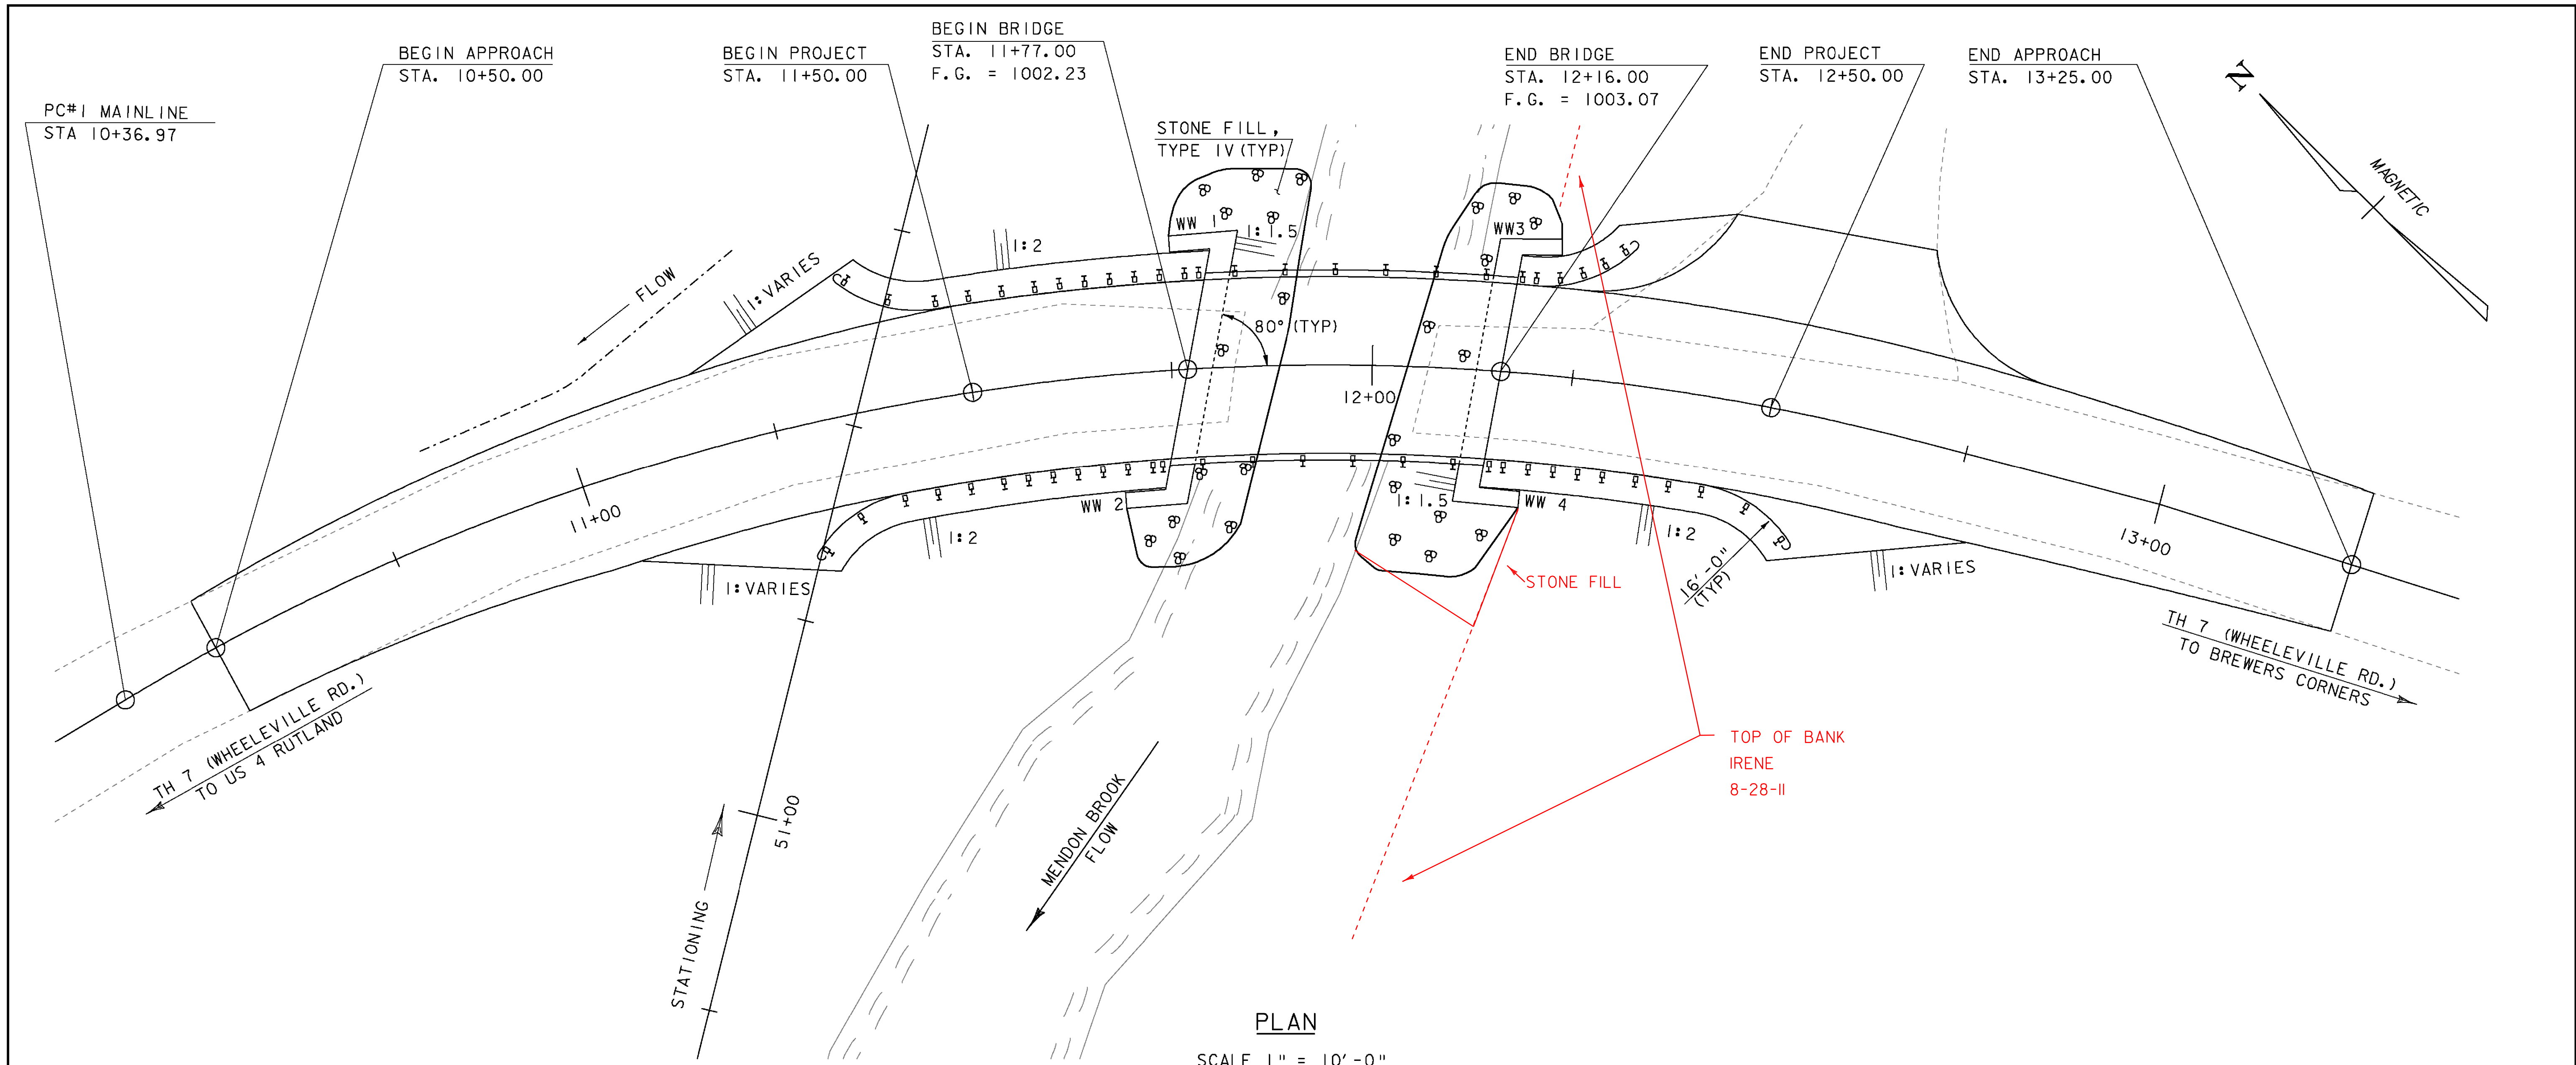 PC#1 MAINLINE
STA 10+36.97
BEGIN APPROACH
STA. 10+50.00
BEGIN PROJECT
STA. 11+50.00
BEGIN BRIDGE
STA. 11+77.00
F.G. = 1002.23
END BRIDGE
STA. 12+16.00
F.G. = 1003.07
END PROJECT
STA. 12+50.00
END APPROACH
STA. 13+25.00
N
MAGNETIC
STONE FILL,
TYPE IV (TYP)
WW 1
1:1.5
WW3
1:2
1:VARIES
FLOW
80° (TYP)
12+00
11+00
13+00
WW 2
1:2
1:VARIES
1:1.5
WW 4
1:2
16'-0"
(TYP)
1:VARIES
STONE FILL
TH 7 (WHEELEVILLE RD.)
TO US 4 RUTLAND
TH 7 (WHEELEVILLE RD.)
TO BREWERS CORNERS
TOP OF BANK
IRENE
8-28-11
51+00
STATIONING
MENDON BROOK
FLOW
PLAN
SCALE 1" = 10'-0"